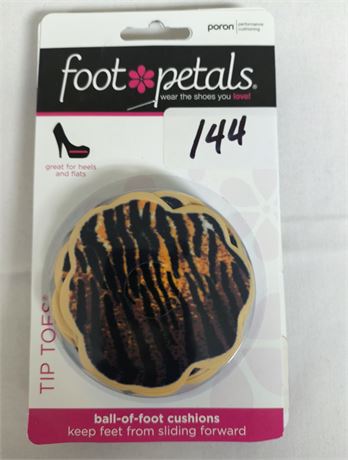 poron performance cushioning
foot petals®
wear the shoes you love!
144
great for heels
and flats
TIP TOES®
ball-of-foot cushions
keep feet from sliding forward